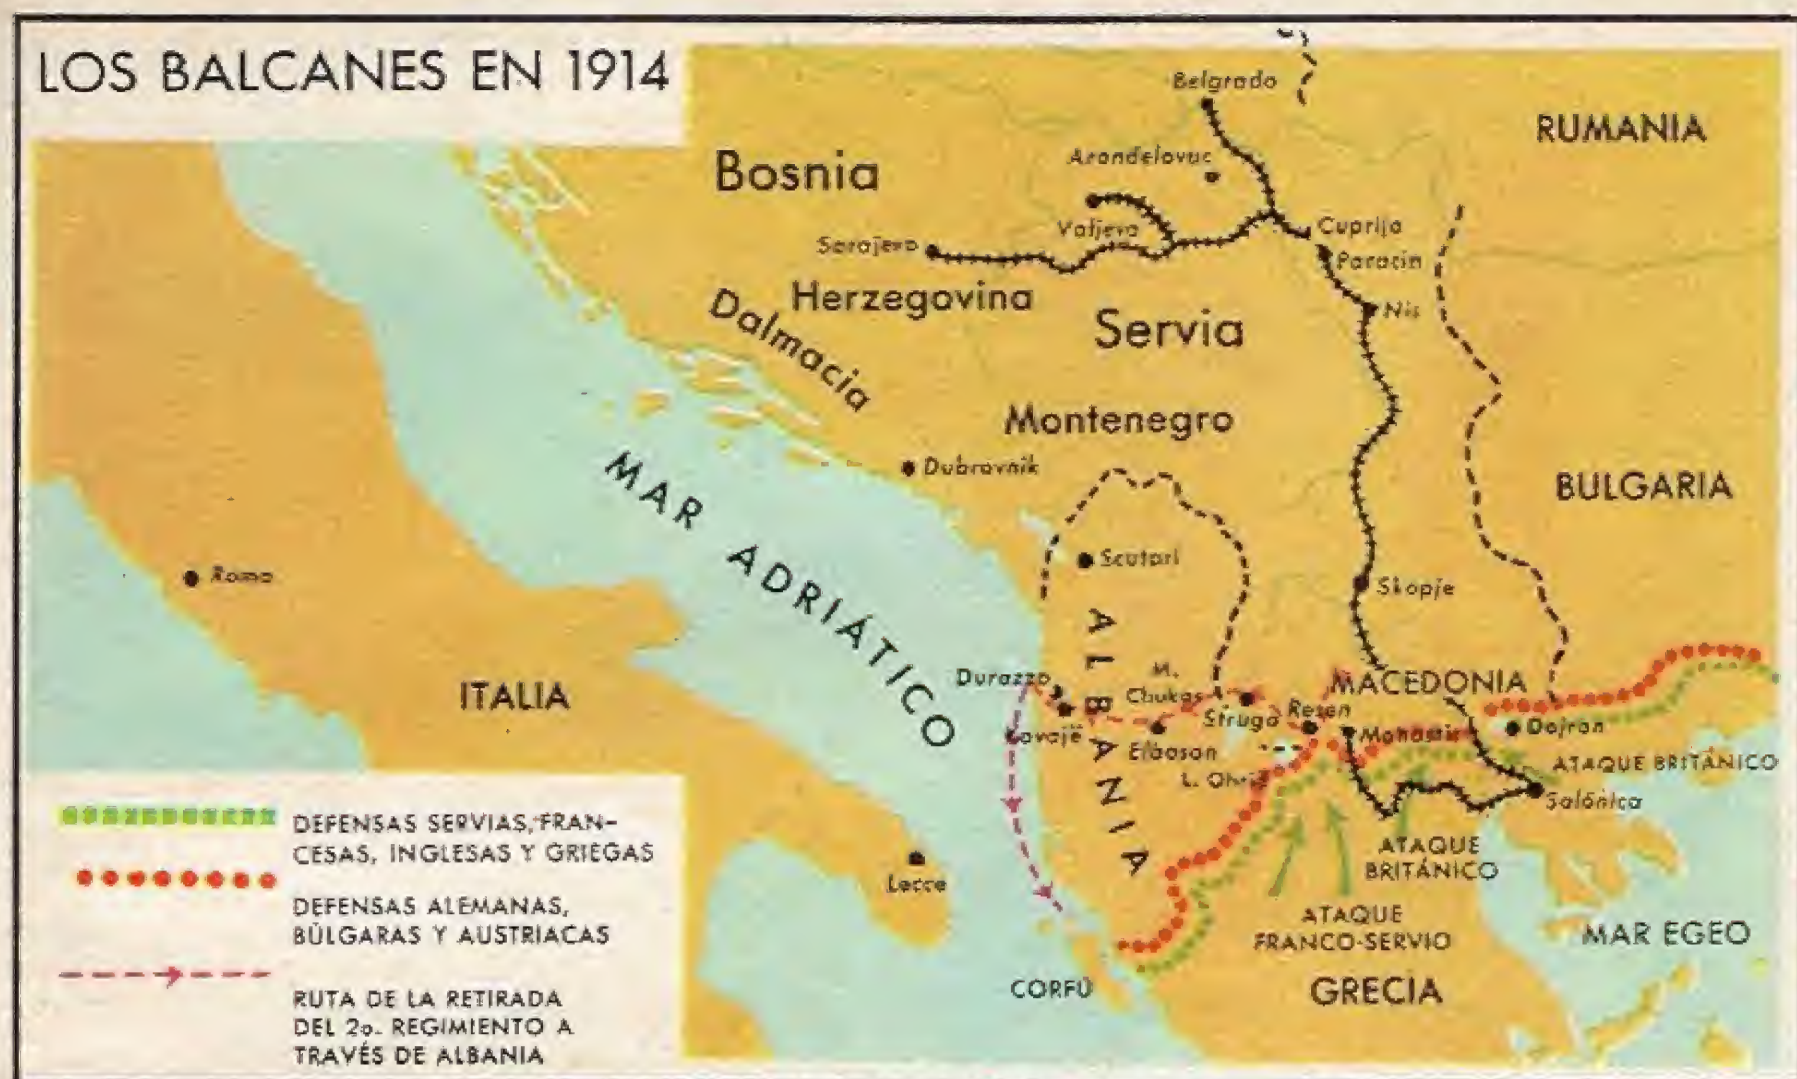 LOS BALCANES EN 1914
Belgrado
RUMANIA
Arondelovuc
Bosnia
Valjevo
Cuprija
Sarajevo
Paracin
Herzegovina
Nis
Dalmacia
Servia
Montenegro
Dubrovnik
BULGARIA
MAR ADRIÁTICO
Scutari
Roma
Skopje
ALBANIA
ITALIA
Durazzo
M.
Chukas
MACEDONIA
Struga
Resen
Kavajë
Elbasan
Monastir
Dojran
L. Ohrid
ATAQUE BRITÁNICO
Salónica
ATAQUE
BRITÁNICO
Lecce
ATAQUE
FRANCO-SERVIO
MAR EGEO
CORFÚ
GRECIA
DEFENSAS SERVIAS, FRAN-
CESAS, INGLESAS Y GRIEGAS
DEFENSAS ALEMANAS,
BÚLGARAS Y AUSTRIACAS
RUTA DE LA RETIRADA
DEL 2o. REGIMIENTO A
TRAVÉS DE ALBANIA